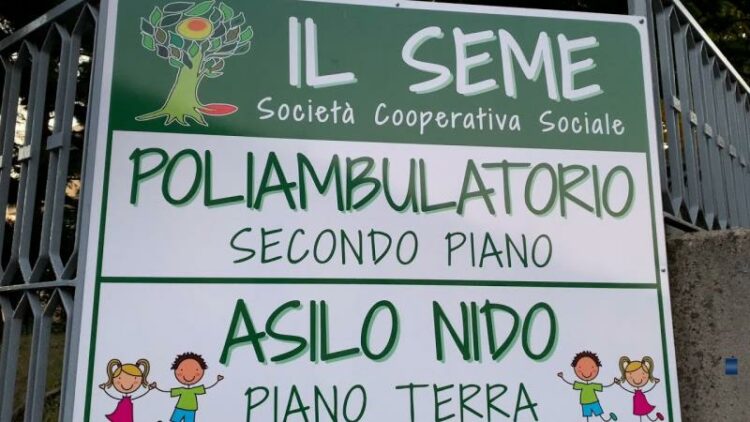 IL SEME
Società Cooperativa Sociale
POLIAMBULATORIO
SECONDO PIANO
ASILO NIDO
PIANO TERRA